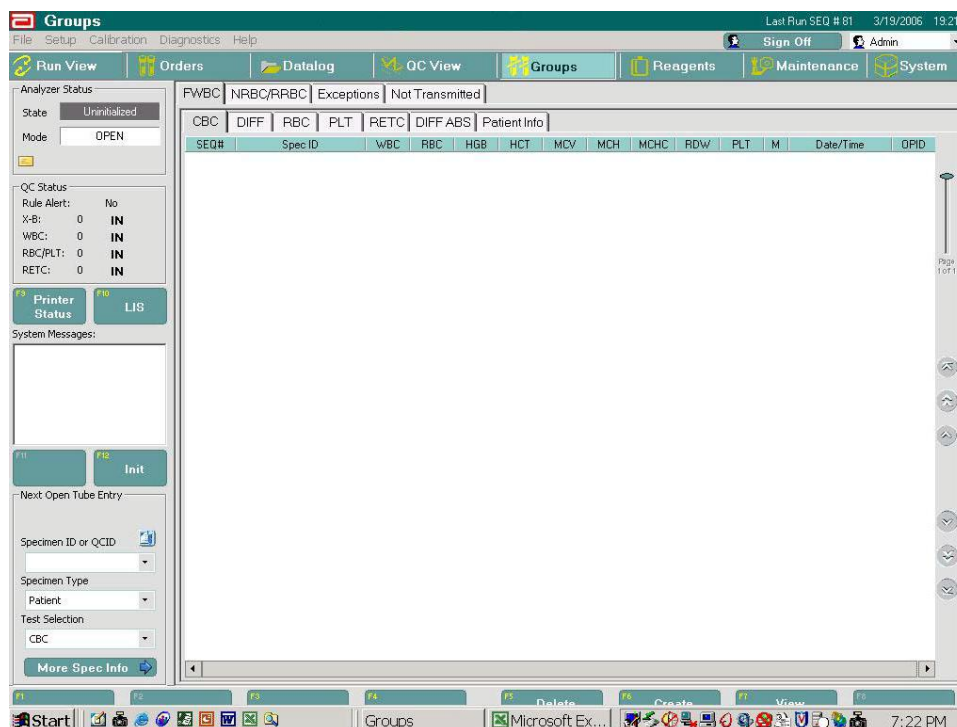 Groups Last Run SEQ # 81 3/19/2006 19:21
File Setup Calibration Diagnostics Help Sign Off Admin
Run View Orders Datalog QC View Groups Reagents Maintenance System
Analyzer Status
State Uninitialized
Mode OPEN
QC Status
Rule Alert: No
X-B: 0 IN
WBC: 0 IN
RBC/PLT: 0 IN
RETC: 0 IN
F9 Printer Status
F10 LIS
System Messages:
F11
F12 Init
Next Open Tube Entry
Specimen ID or QCID
Specimen Type
Patient
Test Selection
CBC
More Spec Info
FWBC NRBC/RRBC Exceptions Not Transmitted
CBC DIFF RBC PLT RETC DIFF ABS Patient Info
SEQ# Spec ID WBC RBC HGB HCT MCV MCH MCHC RDW PLT M Date/Time OPID
Page
1 of 1
F1 F2 F3 F4 F5 Delete F6 Create F7 View F8
Start Groups Microsoft Ex... 7:22 PM